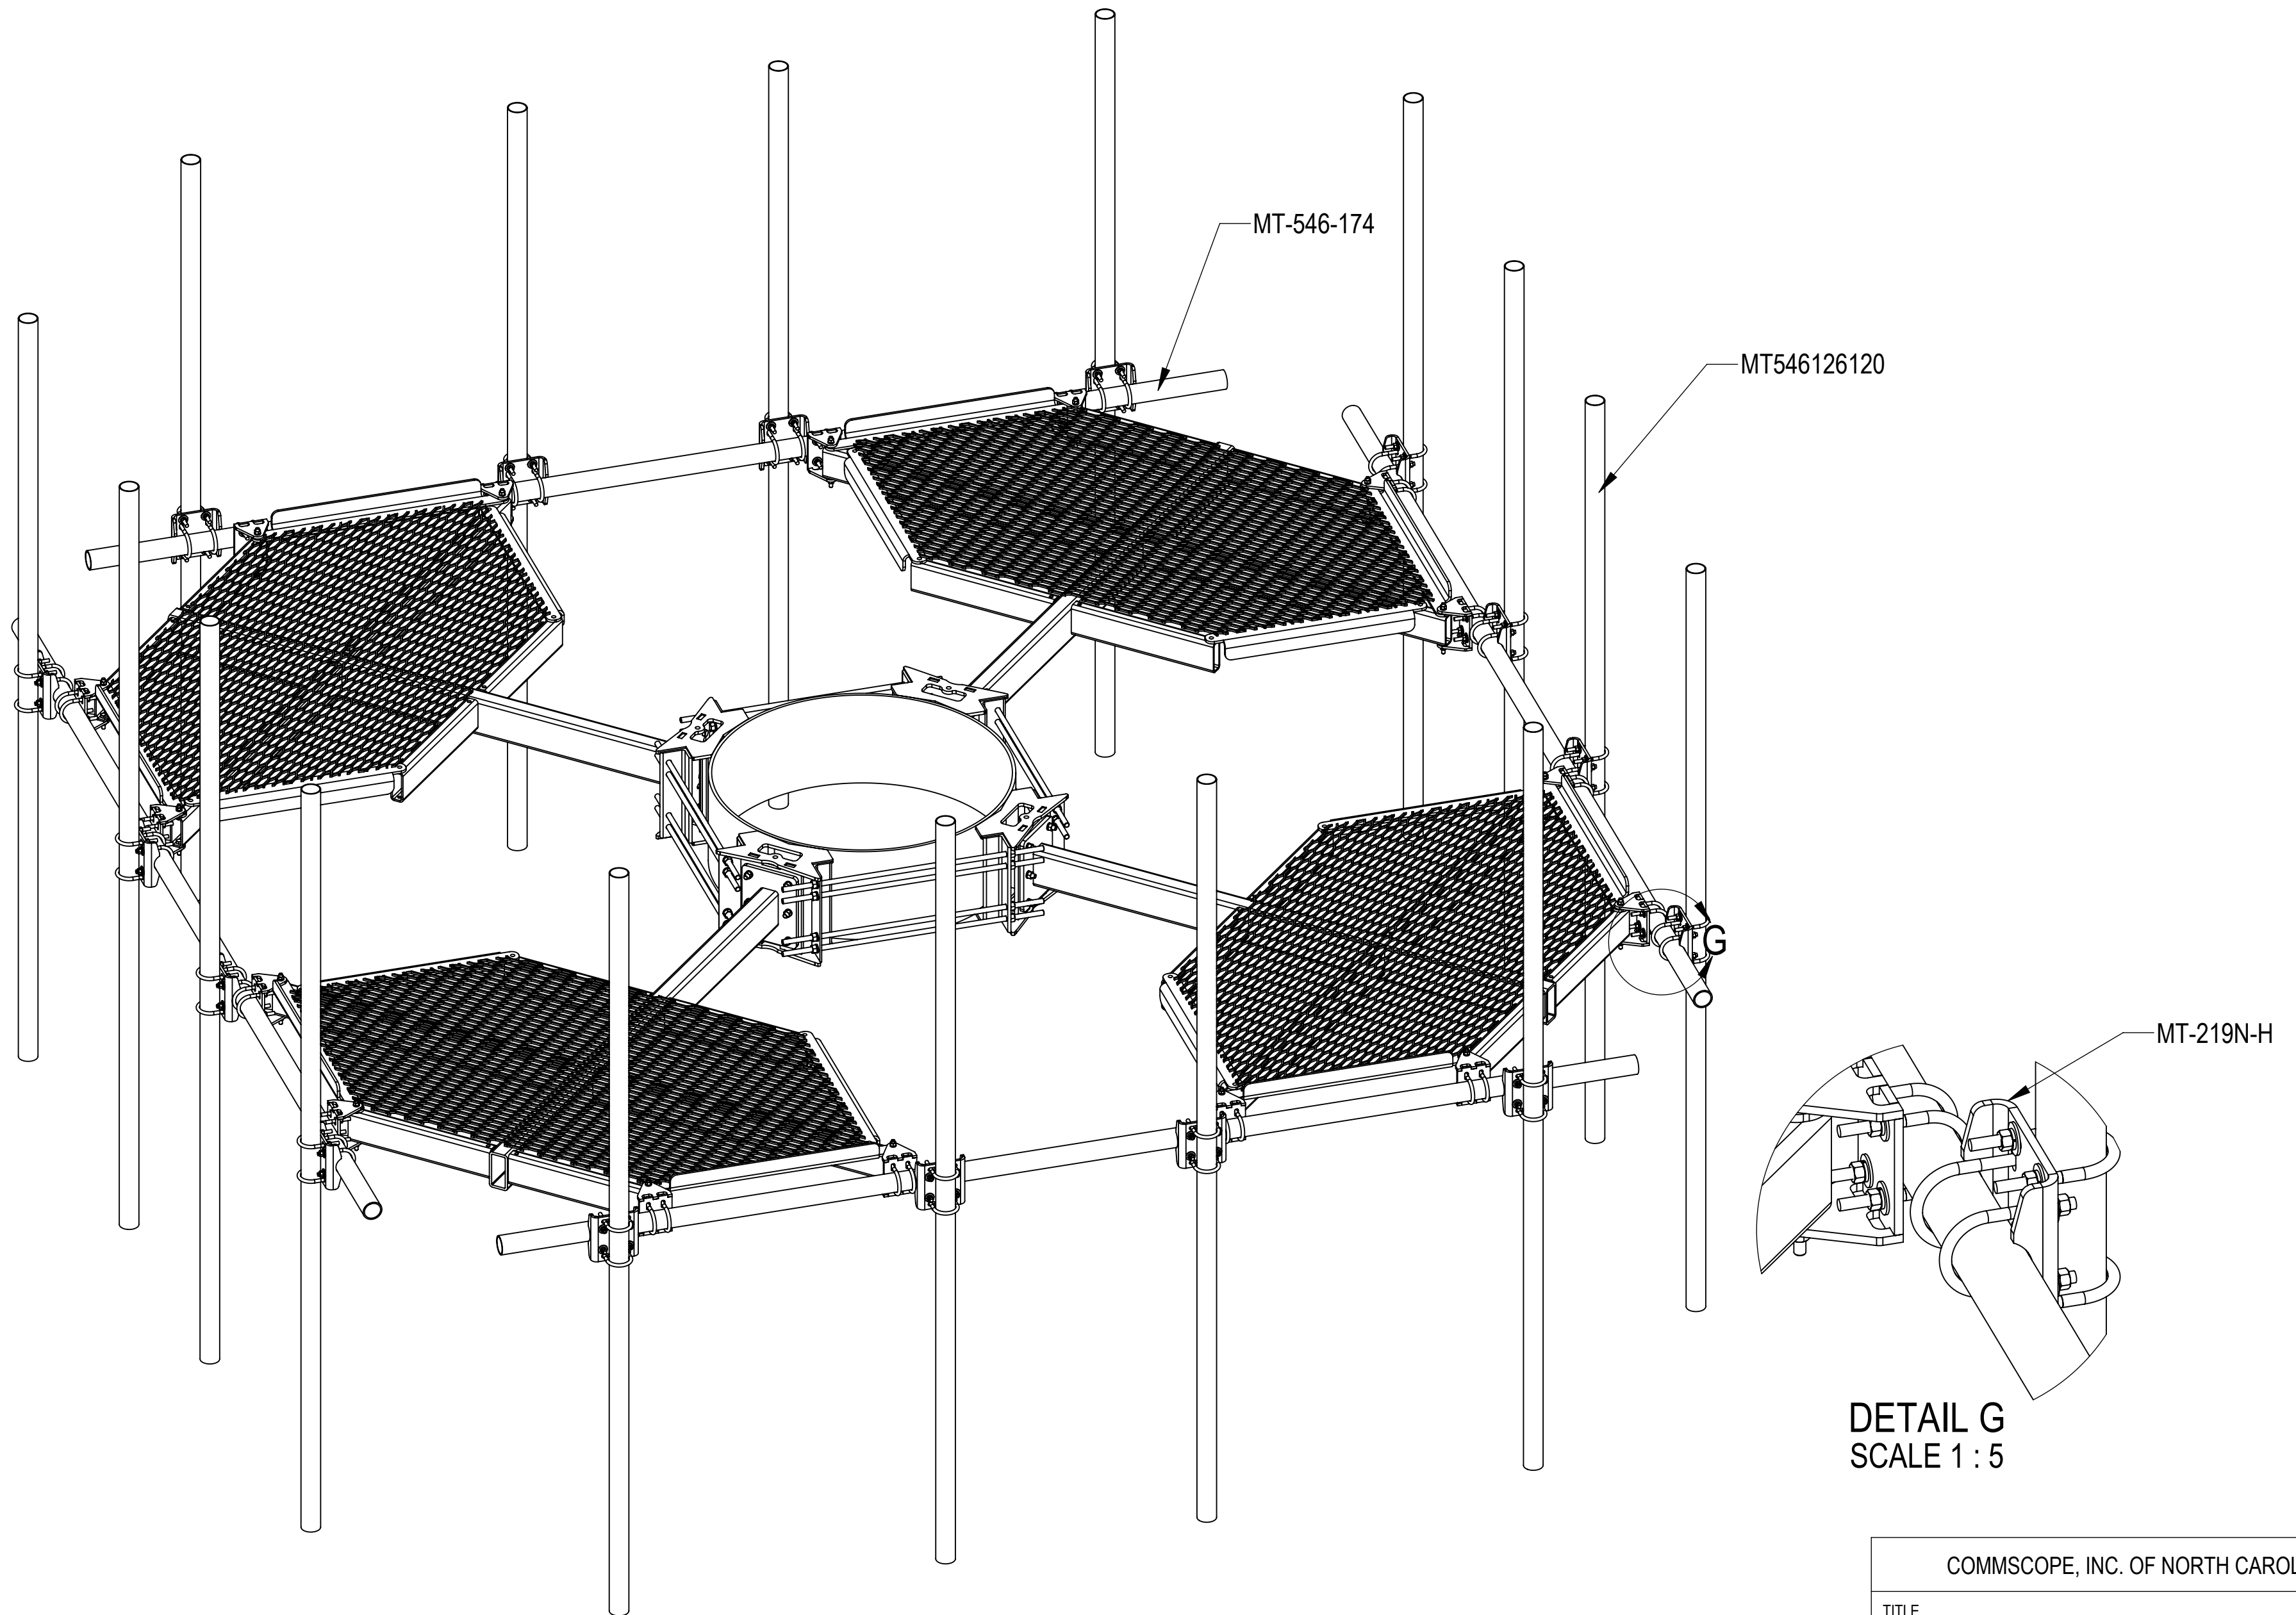 MT-546-174
MT546126120
G
MT-219N-H
DETAIL G
SCALE 1 : 5
COMMSCOPE, INC. OF NORTH CAROL
TITLE